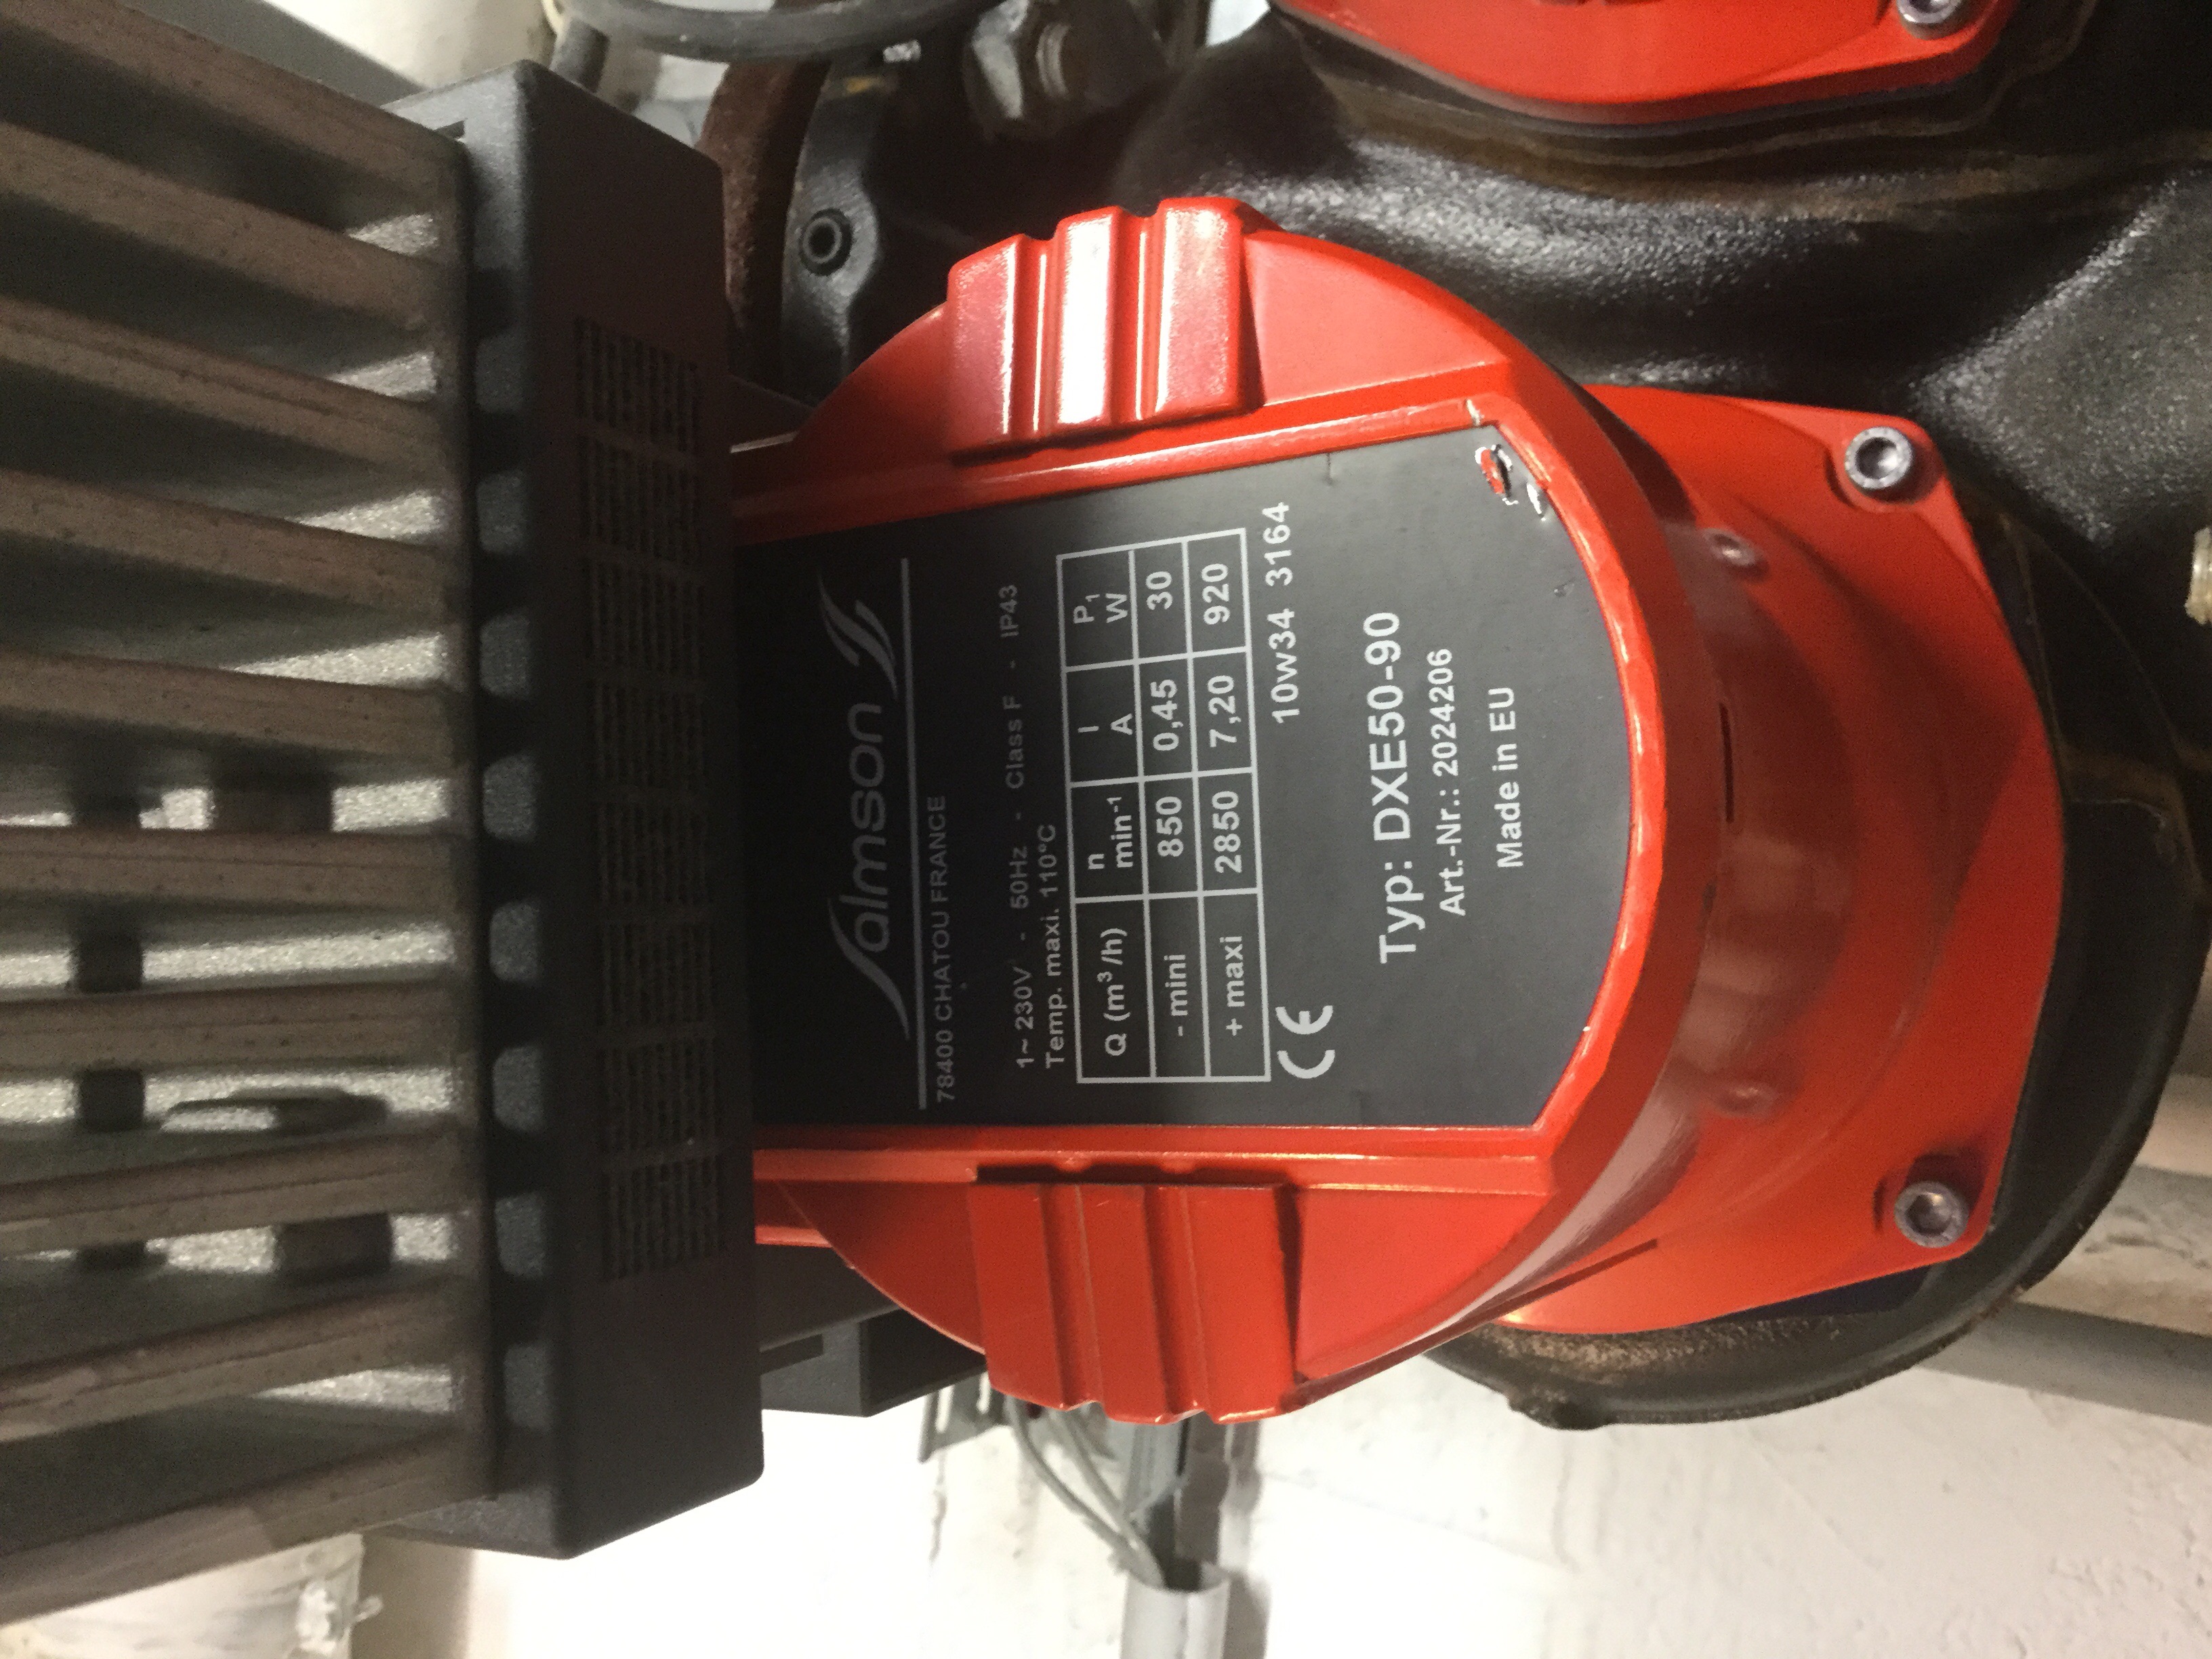 Salmson
78400 CHATOU FRANCE
1~ 230V - 50Hz - Class F - IP43
Temp. maxi. 110°C
Q (m³/h) n min⁻¹ I A P₁ W
- mini 850 0,45 30
+ maxi 2850 7,20 920
CE 10w34 3164
Typ: DXE50-90
Art.-Nr.: 2024206
Made in EU